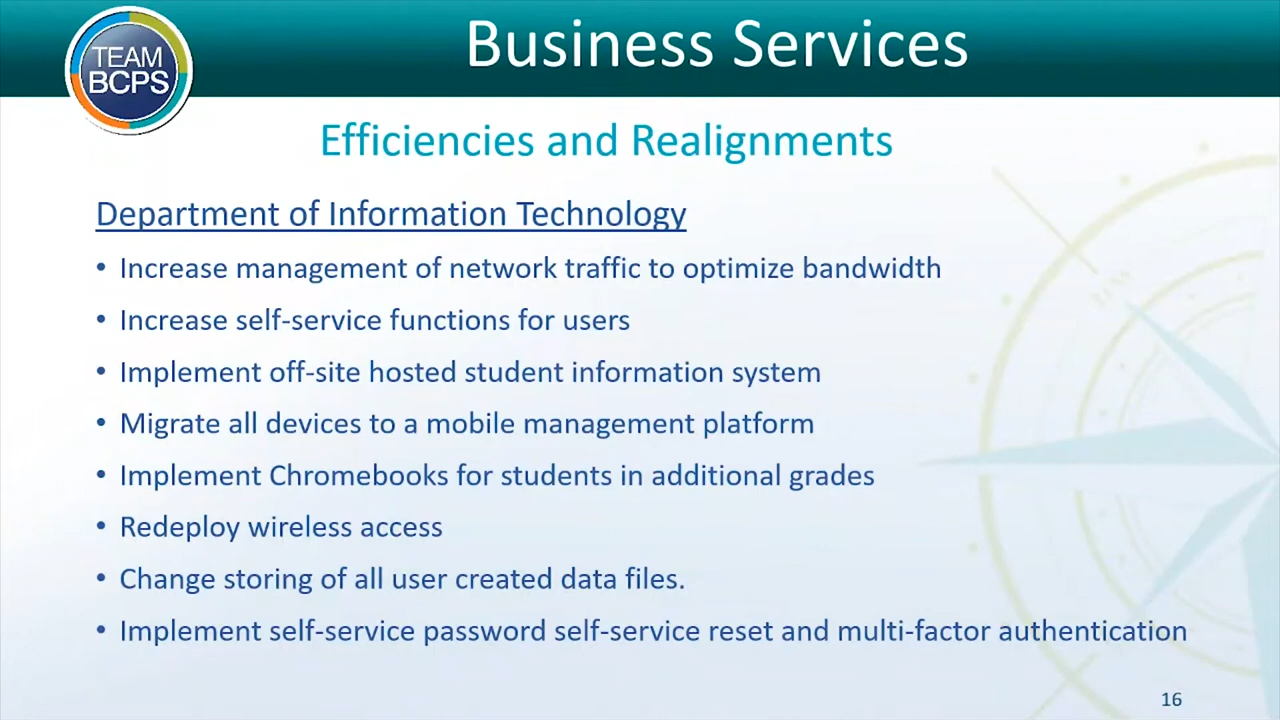 Business Services
TEAM
BCPS
Efficiencies and Realignments
Department of Information Technology
• Increase management of network traffic to optimize bandwidth
• Increase self-service functions for users
• Implement off-site hosted student information system
• Migrate all devices to a mobile management platform
• Implement Chromebooks for students in additional grades
• Redeploy wireless access
• Change storing of all user created data files.
• Implement self-service password self-service reset and multi-factor authentication
16